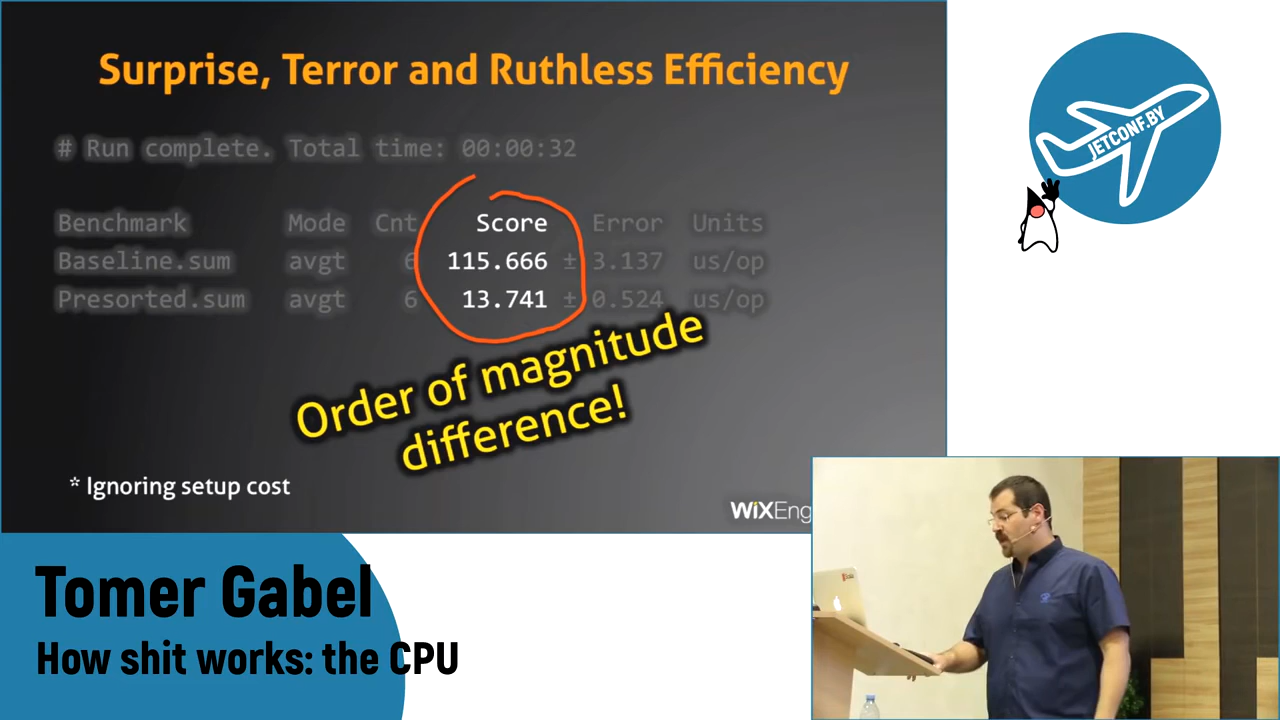 Surprise, Terror and Ruthless Efficiency
# Run complete. Total time: 00:00:32
Benchmark Mode Cnt Score Error Units
Baseline.sum avgt 6 115.666 ± 3.137 us/op
Presorted.sum avgt 6 13.741 ± 0.524 us/op
Order of magnitude
difference!
* Ignoring setup cost
WiXEng
JETCONF.BY
Tomer Gabel
How shit works: the CPU